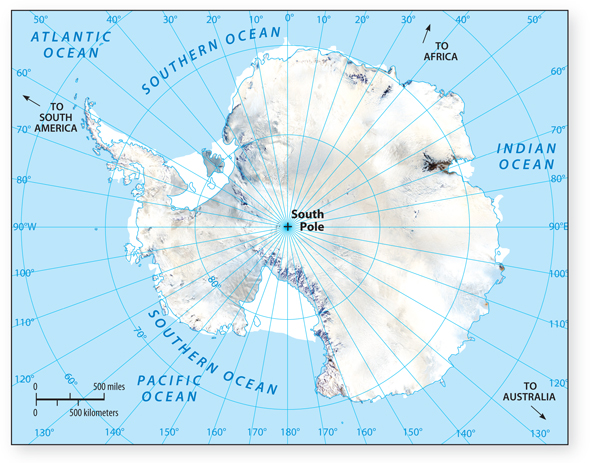 40° 30° 20° 10° 0° 10° 20° 30° 40°
ATLANTIC
OCEAN
SOUTHERN OCEAN
50°
50°
TO
AFRICA
60°
60°
TO
SOUTH
AMERICA
70°
70°
INDIAN
OCEAN
80°
80°
South
Pole
90°W
90°E
100°
100°
80°
110°
110°
70°
SOUTHERN OCEAN
60°
PACIFIC
OCEAN
120°
120°
0 500 miles
0 500 kilometers
TO
AUSTRALIA
130° 140° 150° 160° 170° 180° 170° 160° 150° 140° 130°